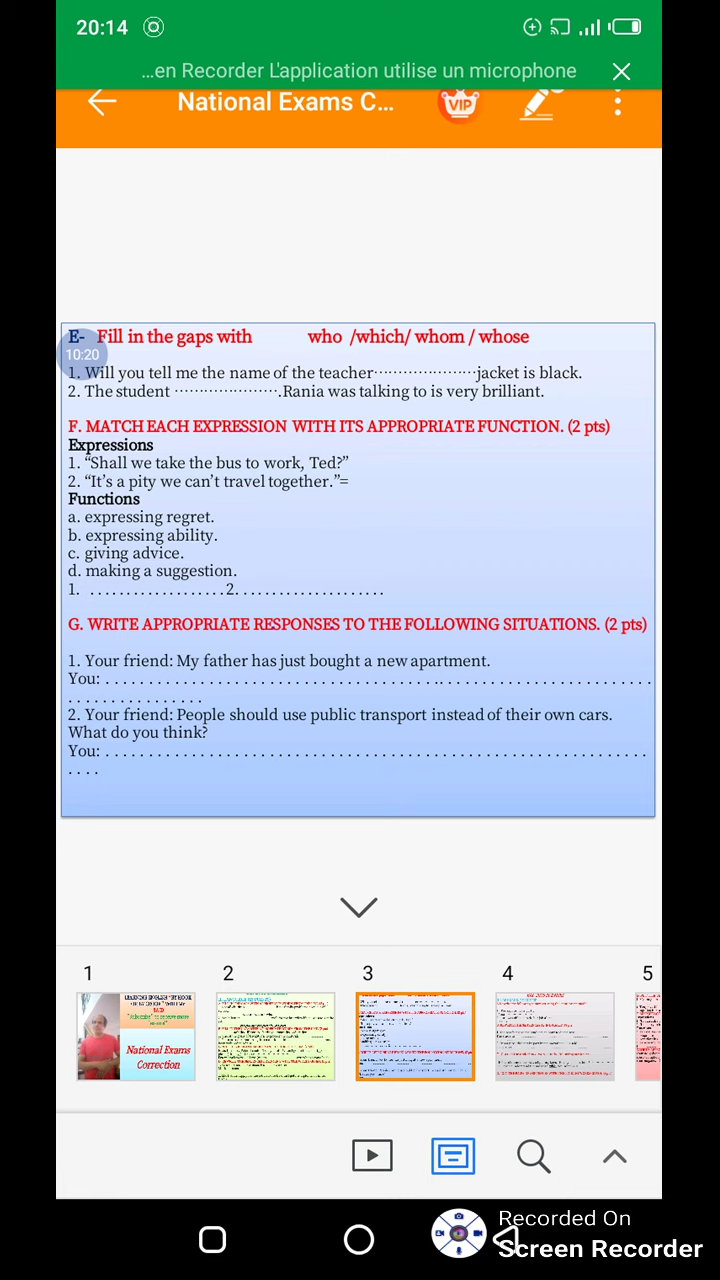 20:14
...en Recorder L'application utilise un microphone
National Exams C...
VIP
E- Fill in the gaps with who /which/ whom / whose
10:20
1. Will you tell me the name of the teacher.....................jacket is black.
2. The student .....................Rania was talking to is very brilliant.
F. MATCH EACH EXPRESSION WITH ITS APPROPRIATE FUNCTION. (2 pts)
Expressions
1. “Shall we take the bus to work, Ted?”
2. “It’s a pity we can’t travel together.”=
Functions
a. expressing regret.
b. expressing ability.
c. giving advice.
d. making a suggestion.
1. ...................2.....................
G. WRITE APPROPRIATE RESPONSES TO THE FOLLOWING SITUATIONS. (2 pts)
1. Your friend: My father has just bought a new apartment.
You: ..................................................................
................
2. Your friend: People should use public transport instead of their own cars.
What do you think?
You: ..............................................................
....
1
2
3
4
5
National Exams
Correction
Recorded On
Screen Recorder